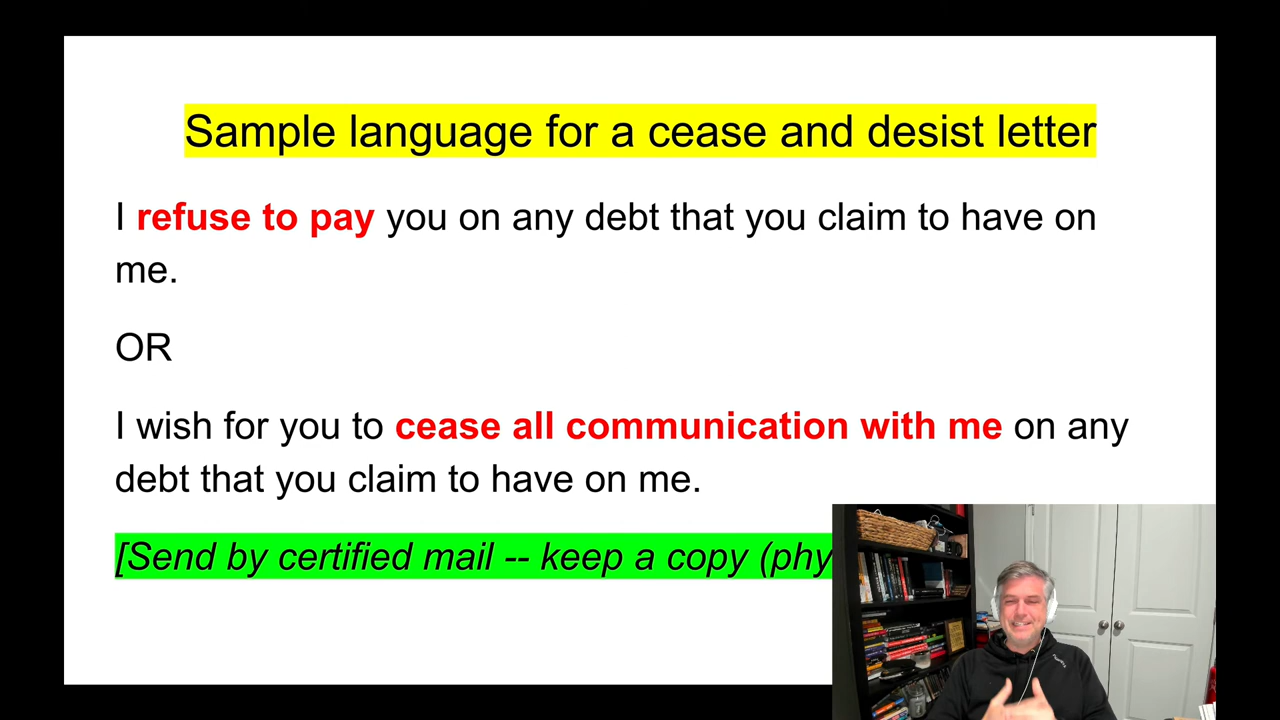 Sample language for a cease and desist letter
I refuse to pay you on any debt that you claim to have on
me.
OR
I wish for you to cease all communication with me on any
debt that you claim to have on me.
[Send by certified mail -- keep a copy (phy